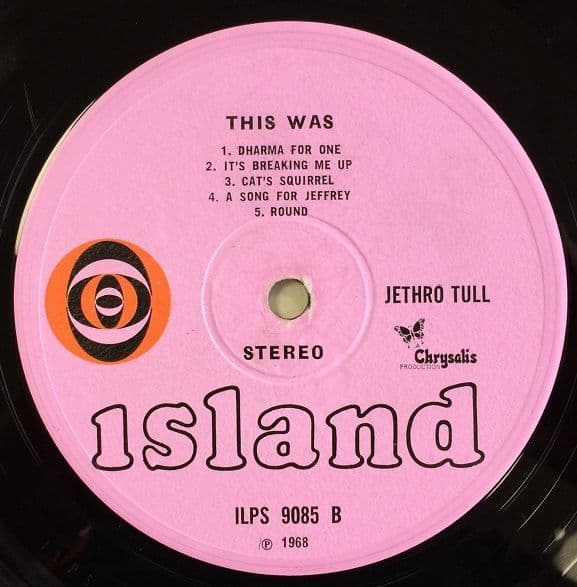 THIS WAS
1. DHARMA FOR ONE
2. IT'S BREAKING ME UP
3. CAT'S SQUIRREL
4. A SONG FOR JEFFREY
5. ROUND
JETHRO TULL
A
Chrysalis
PRODUCTION
STEREO
island
ILPS 9085 B
℗ 1968